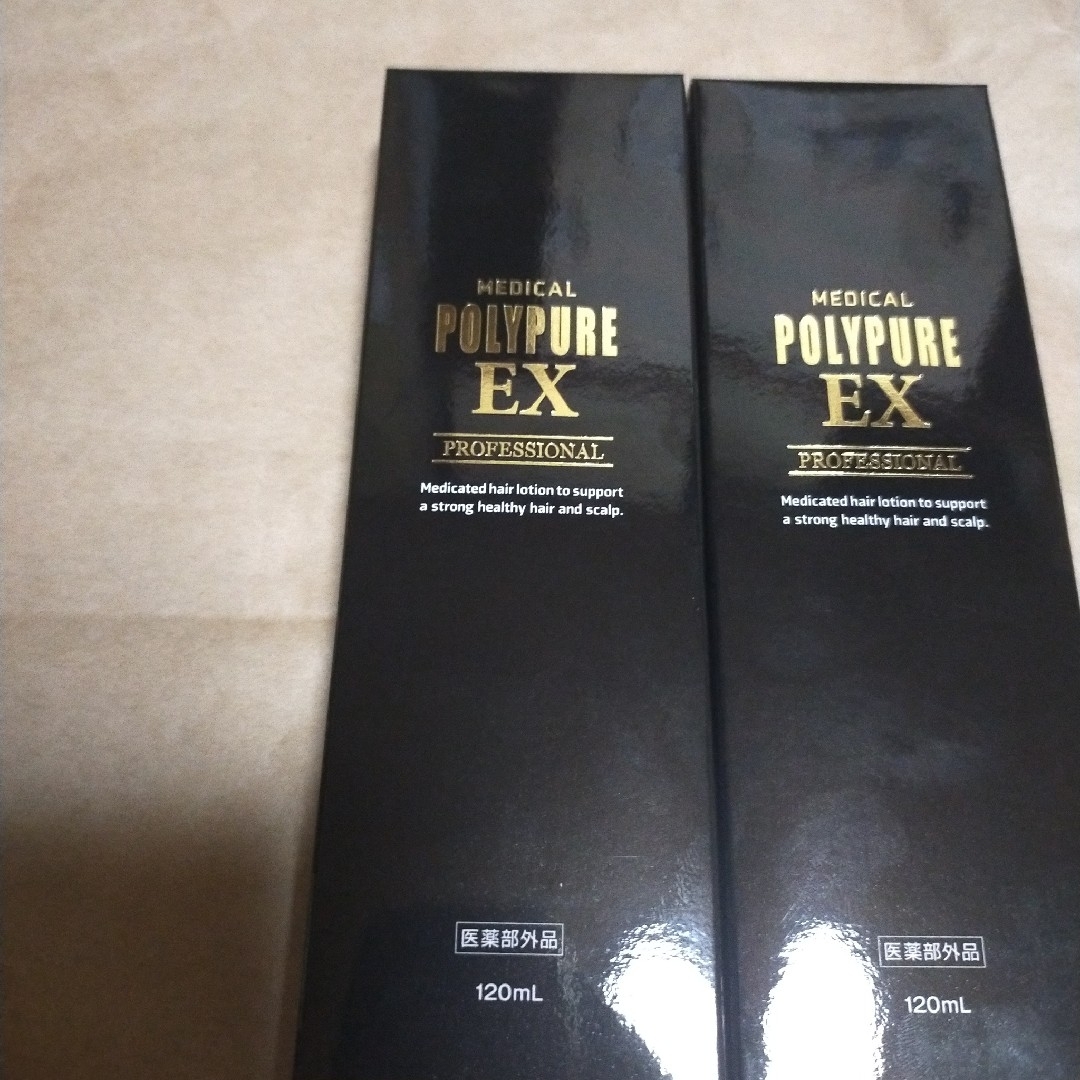 MEDICAL
POLYPURE
EX
PROFESSIONAL
Medicated hair lotion to support
a strong healthy hair and scalp.
医薬部外品
120mL
MEDICAL
POLYPURE
EX
PROFESSIONAL
Medicated hair lotion to support
a strong healthy hair and scalp.
医薬部外品
120mL